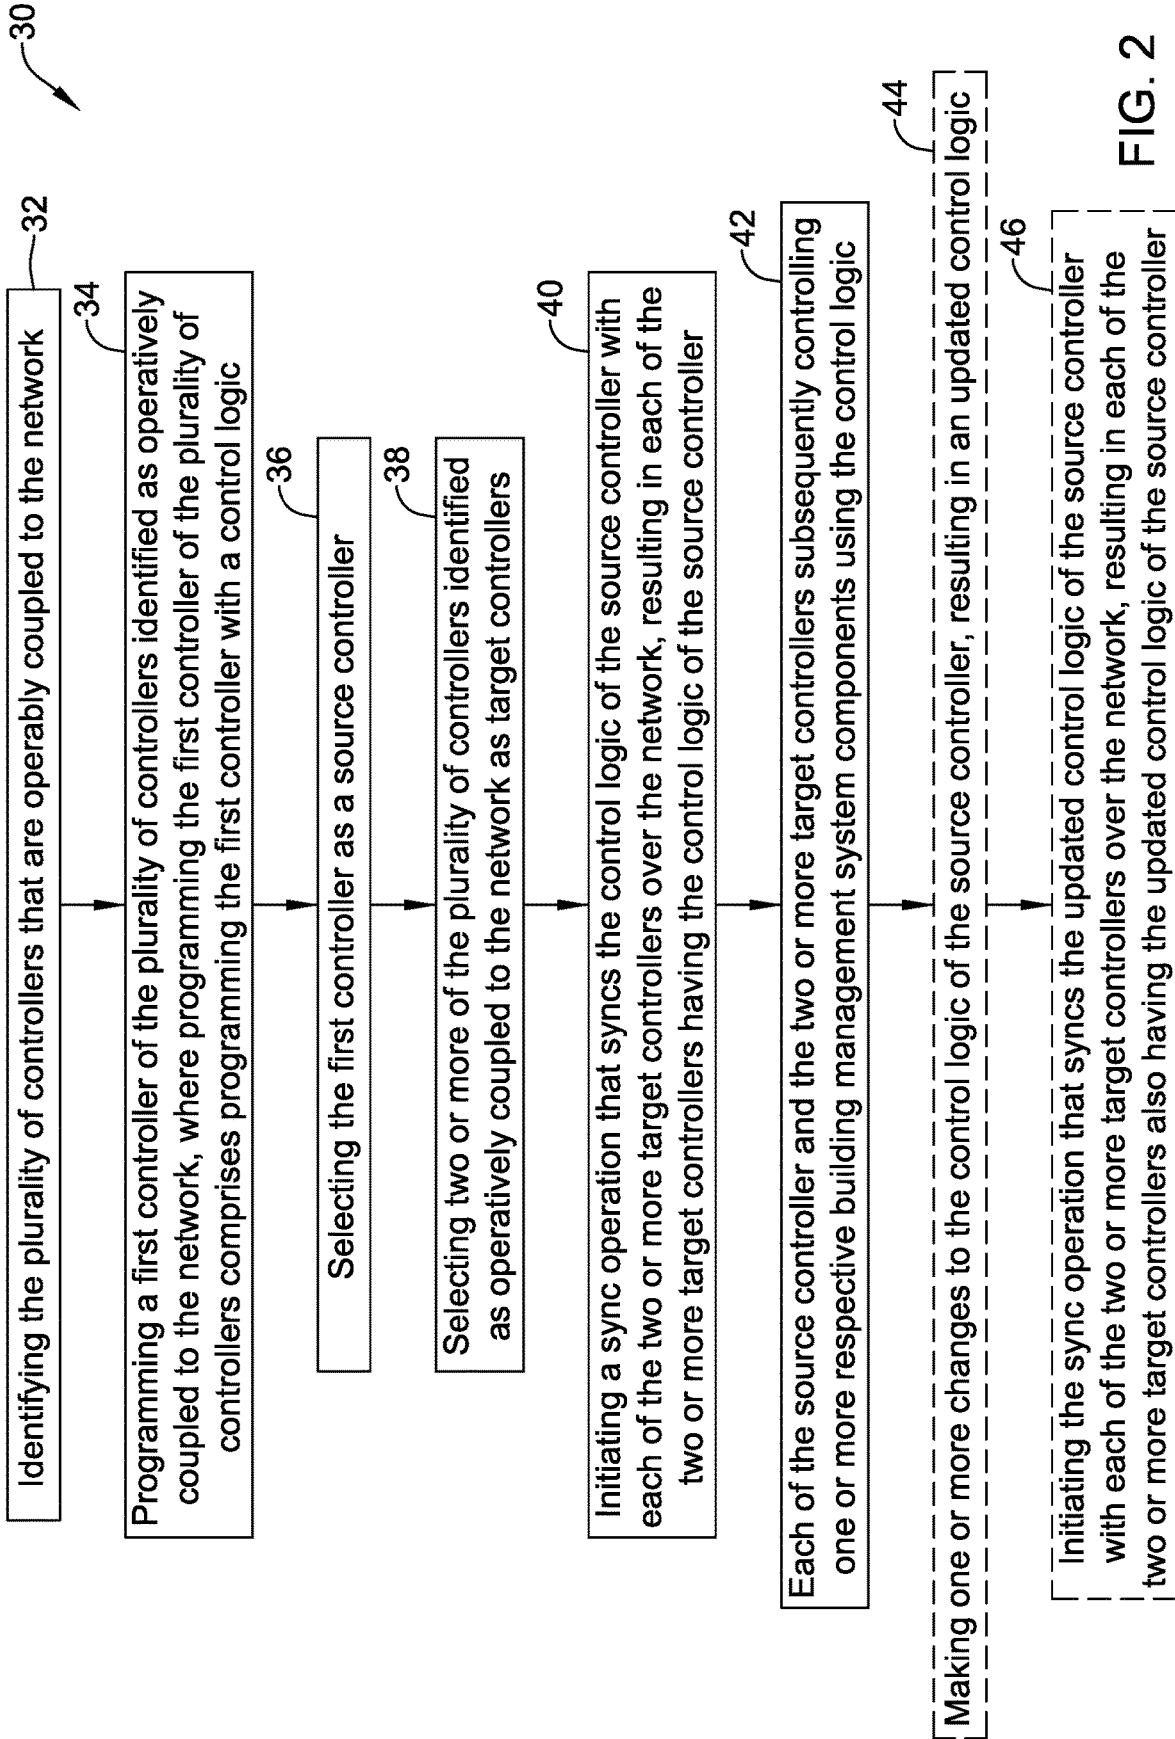 30
Identifying the plurality of controllers that are operably coupled to the network
32
34
Programming a first controller of the plurality of controllers identified as operatively
coupled to the network, where programming the first controller of the plurality of
controllers comprises programming the first controller with a control logic
36
Selecting the first controller as a source controller
38
Selecting two or more of the plurality of controllers identified
as operatively coupled to the network as target controllers
40
Initiating a sync operation that syncs the control logic of the source controller with
each of the two or more target controllers over the network, resulting in each of the
two or more target controllers having the control logic of the source controller
42
Each of the source controller and the two or more target controllers subsequently controlling
one or more respective building management system components using the control logic
44
Making one or more changes to the control logic of the source controller, resulting in an updated control logic
46
Initiating the sync operation that syncs the updated control logic of the source controller
with each of the two or more target controllers over the network, resulting in each of the
two or more target controllers also having the updated control logic of the source controller
FIG. 2